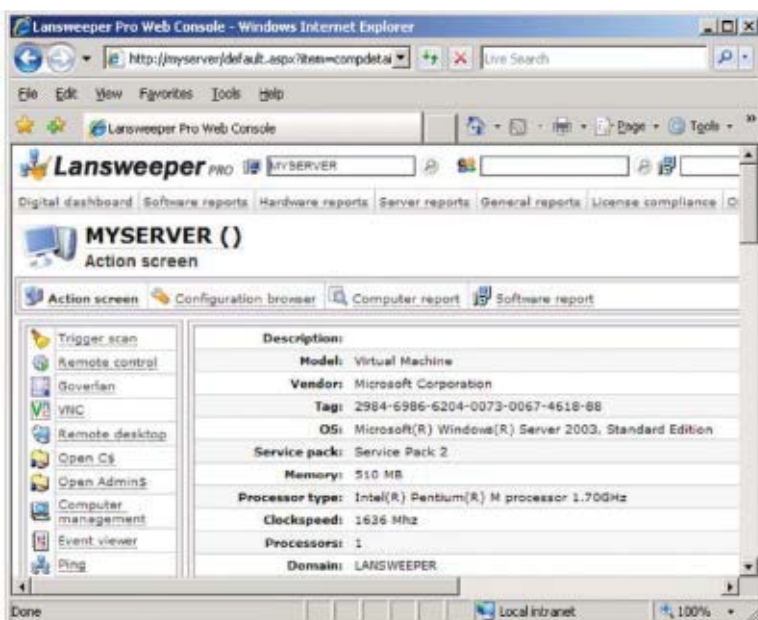 Lansweeper Pro Web Console - Windows Internet Explorer
http://myserver/default.aspx?item=compdetai
Live Search
File Edit View Favorites Tools Help
Lansweeper Pro Web Console
Page Tools
Lansweeper PRO MYSERVER
Digital dashboard Software reports Hardware reports Server reports General reports License compliance O
MYSERVER ()
Action screen
Action screen Configuration browser Computer report Software report
Trigger scan
Remote control
Goverlan
VNC
Remote desktop
Open C$
Open Admin$
Computer management
Event viewer
Ping
Description:
Model: Virtual Machine
Vendor: Microsoft Corporation
Tag: 2984-6986-6204-0073-0067-4618-88
OS: Microsoft(R) Windows(R) Server 2003, Standard Edition
Service pack: Service Pack 2
Memory: 510 MB
Processor type: Intel(R) Pentium(R) M processor 1.70GHz
Clockspeed: 1636 Mhz
Processors: 1
Domain: LANSWEEPER
Done Local intranet 100%